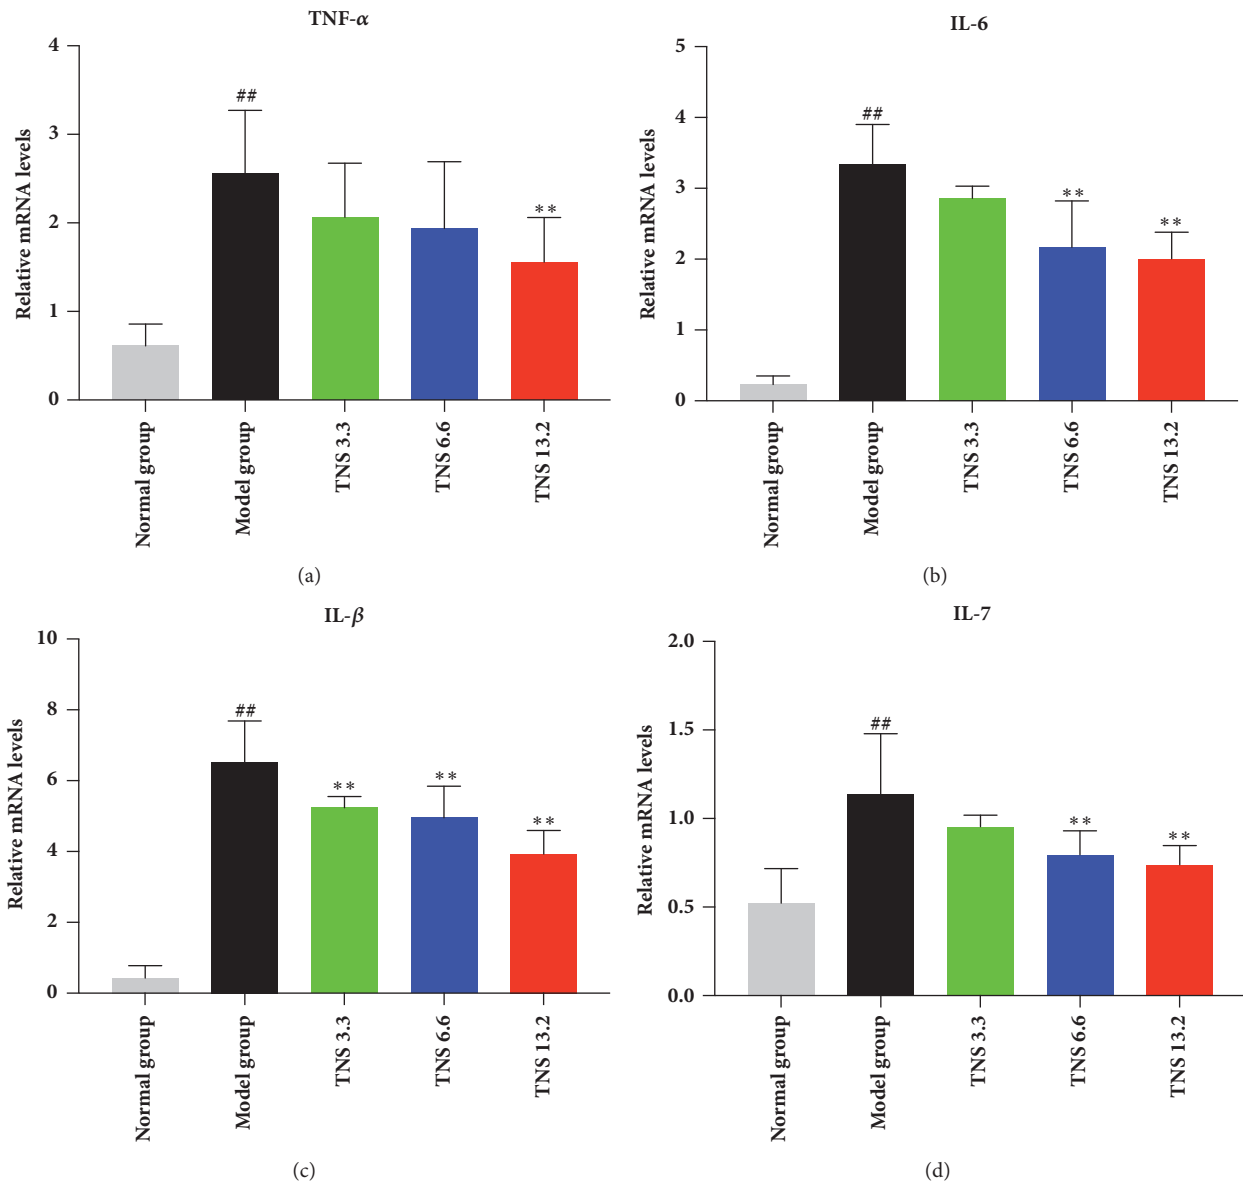 TNF-α
4
3
2
1
0
Relative mRNA levels
##
**
Normal group
Model group
TNS 3.3
TNS 6.6
TNS 13.2
(a)
IL-6
5
4
3
2
1
0
Relative mRNA levels
##
**
**
Normal group
Model group
TNS 3.3
TNS 6.6
TNS 13.2
(b)
IL-β
10
8
6
4
2
0
Relative mRNA levels
##
**
**
**
Normal group
Model group
TNS 3.3
TNS 6.6
TNS 13.2
(c)
IL-7
2.0
1.5
1.0
0.5
0.0
Relative mRNA levels
##
**
**
Normal group
Model group
TNS 3.3
TNS 6.6
TNS 13.2
(d)